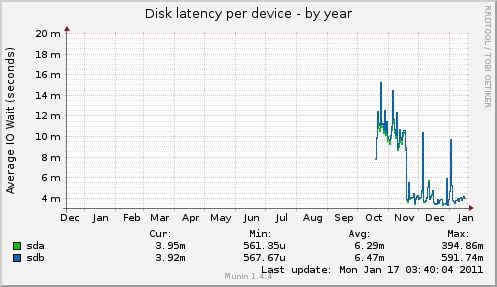 Disk latency per device - by year
RRDTOOL / TOBI OETIKER
Average IO Wait (seconds)
20 m
18 m
16 m
14 m
12 m
10 m
8 m
6 m
4 m
Dec Jan Feb Mar Apr May Jun Jul Aug Sep Oct Nov Dec Jan
Cur: Min: Avg: Max:
sda 3.95m 561.35u 6.29m 394.86m
sdb 3.92m 567.67u 6.47m 591.74m
Last update: Mon Jan 17 03:40:04 2011
Munin 1.4.4